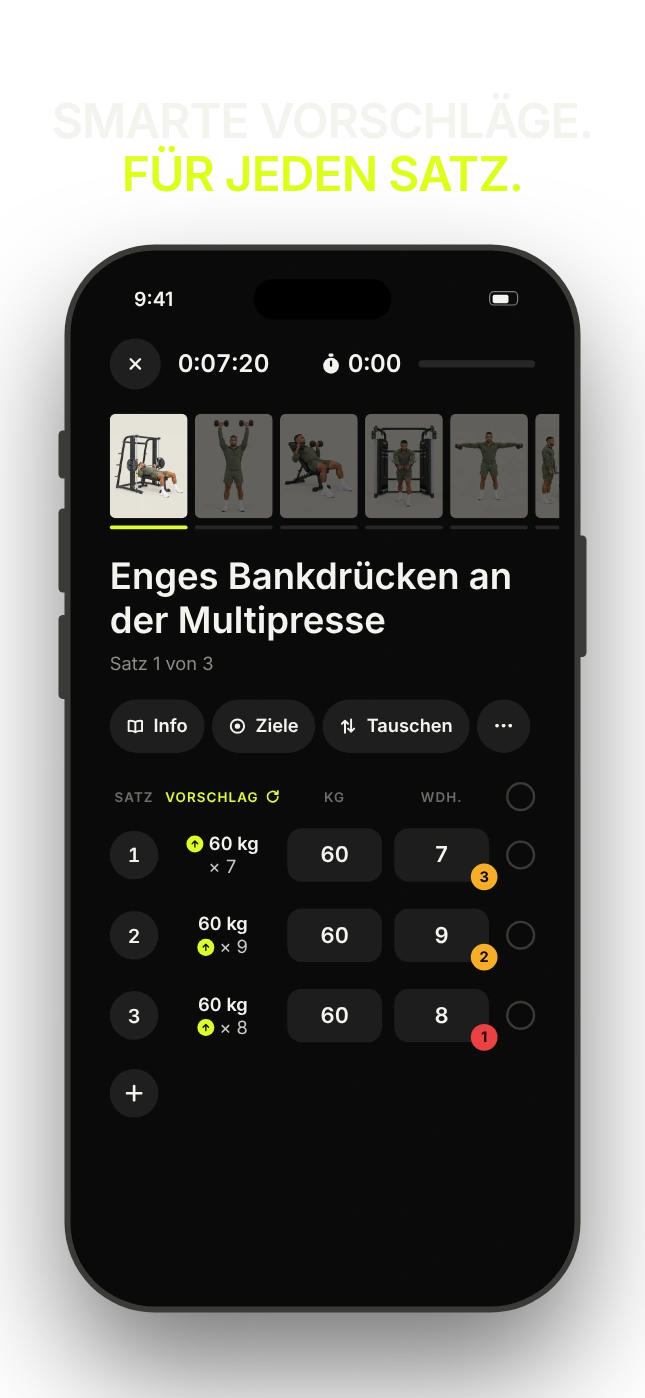 SMARTE VORSCHLÄGE.
FÜR JEDEN SATZ.
9:41
0:07:20 0:00
Enges Bankdrücken an
der Multipresse
Satz 1 von 3
Info Ziele Tauschen ...
SATZ VORSCHLAG KG WDH.
1 60 kg 60 7 3
× 7
2 60 kg 60 9 2
× 9
3 60 kg 60 8 1
× 8
+